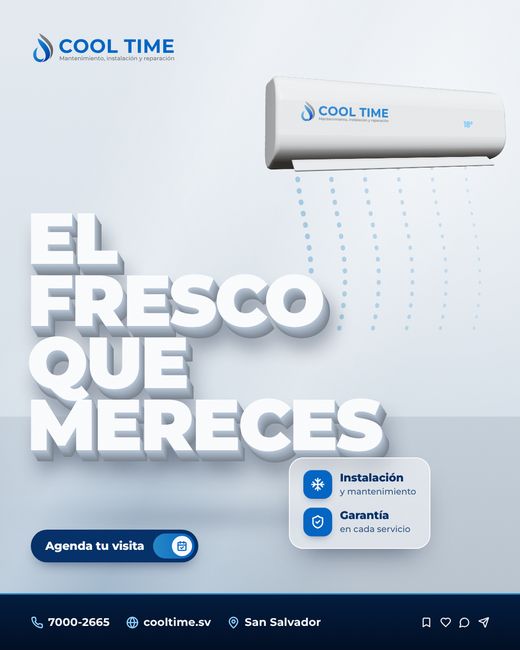 COOL TIME
Mantenimiento, instalación y reparación
COOL TIME
Mantenimiento, instalación y reparación
18°
EL
FRESCO
QUE
MERECES
Instalación
y mantenimiento
Garantía
en cada servicio
Agenda tu visita
7000-2665 cooltime.sv San Salvador